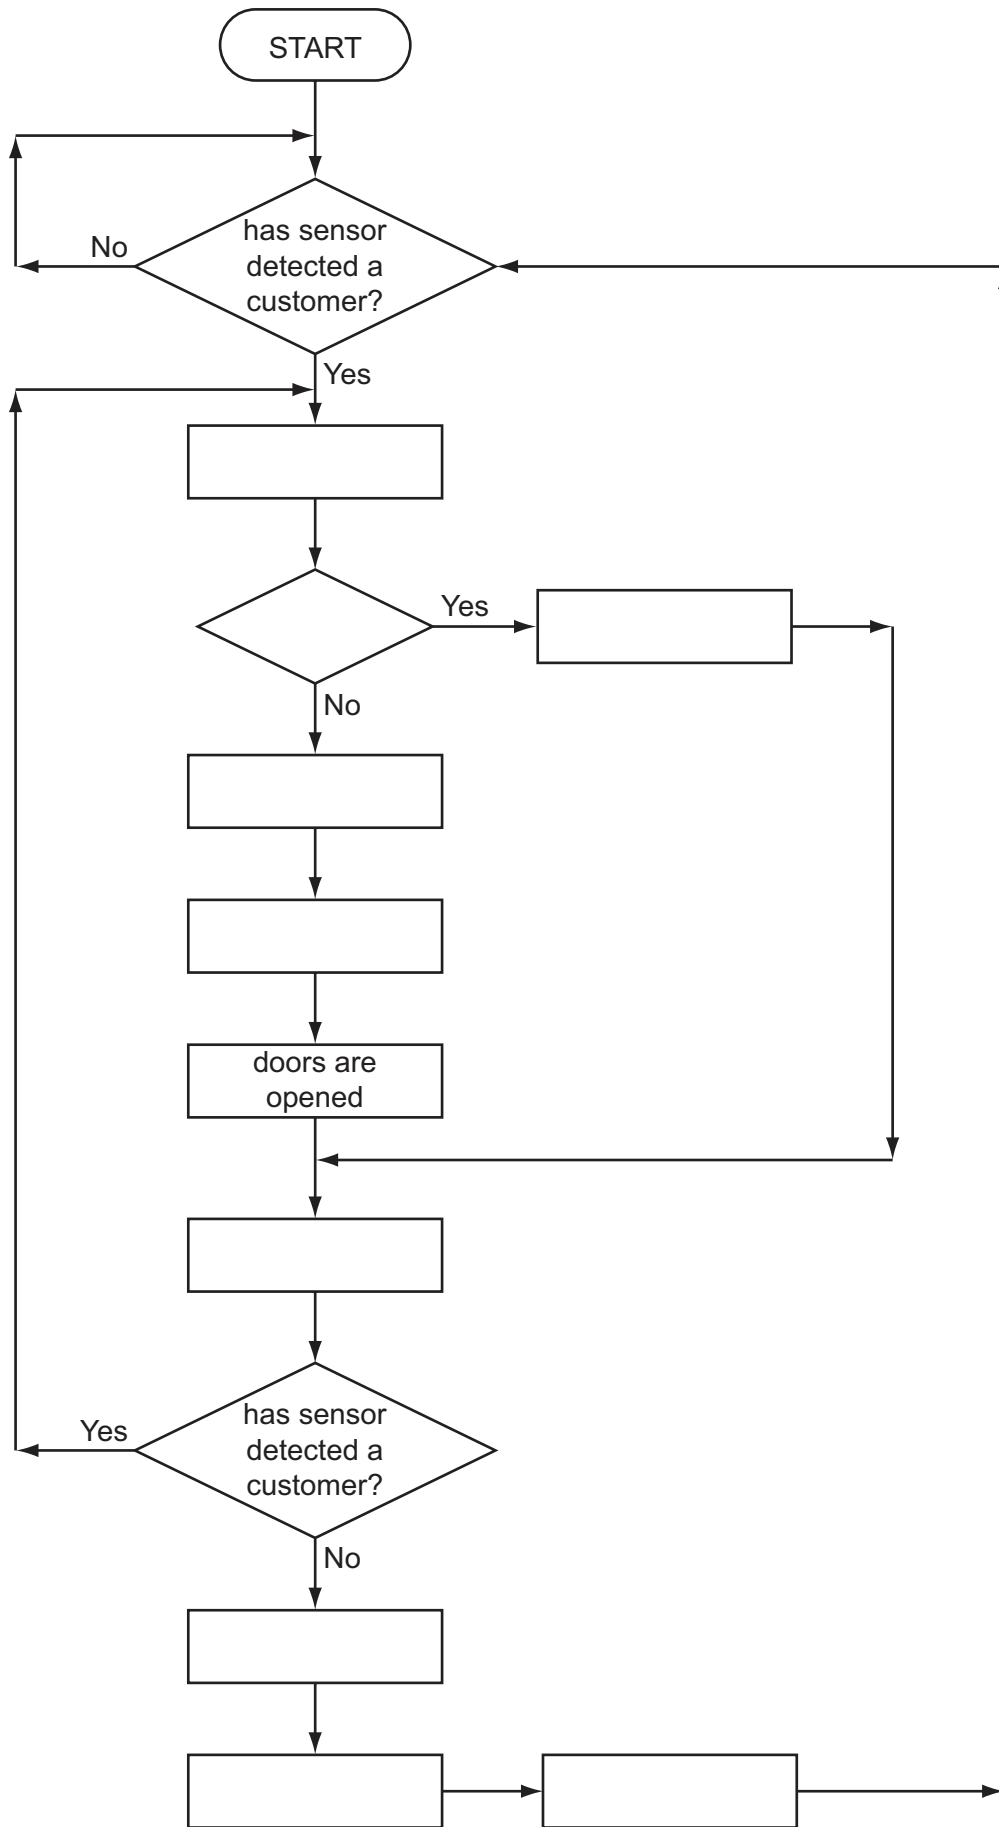 START
No
has sensor
detected a
customer?
Yes
Yes
No
doors are
opened
Yes
has sensor
detected a
customer?
No